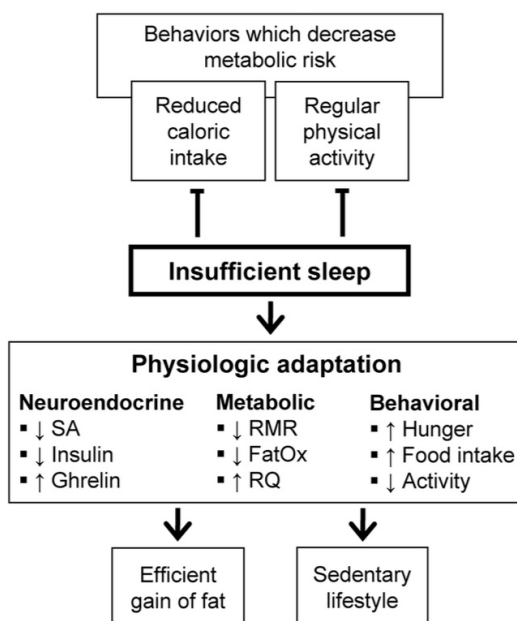 Behaviors which decrease
metabolic risk
Reduced
caloric
intake
Regular
physical
activity
Insufficient sleep
Physiologic adaptation
Neuroendocrine
▪ ↓ SA
▪ ↓ Insulin
▪ ↑ Ghrelin
Metabolic
▪ ↓ RMR
▪ ↓ FatOx
▪ ↑ RQ
Behavioral
▪ ↑ Hunger
▪ ↑ Food intake
▪ ↓ Activity
Efficient
gain of fat
Sedentary
lifestyle